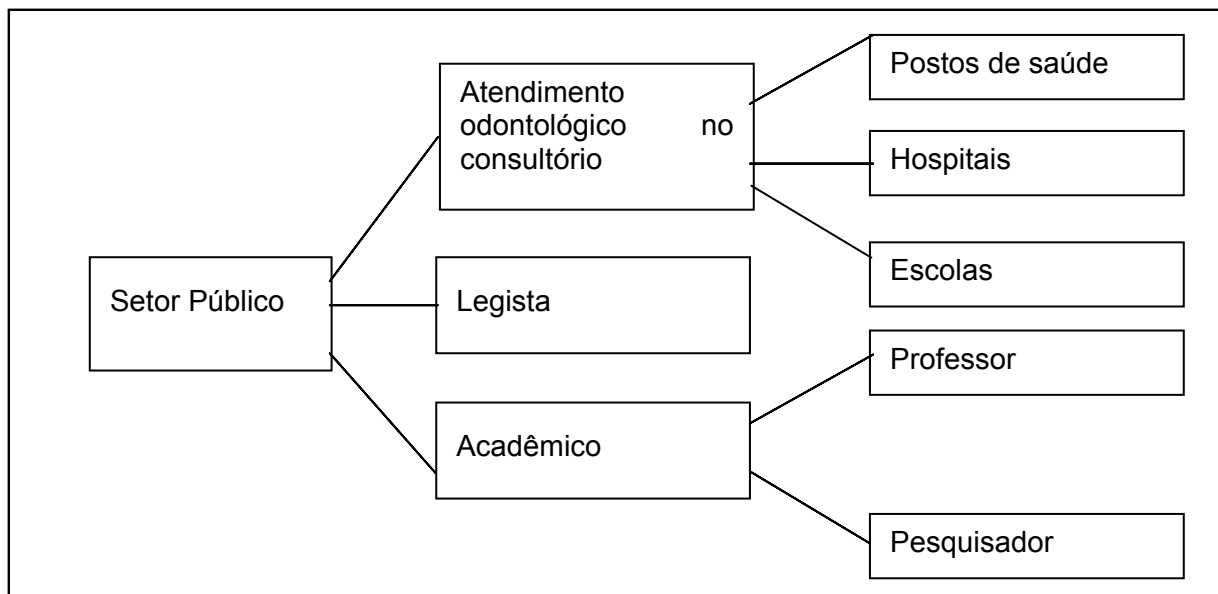 Setor Público
Atendimento
odontológico no
consultório
Legista
Acadêmico
Postos de saúde
Hospitais
Escolas
Professor
Pesquisador